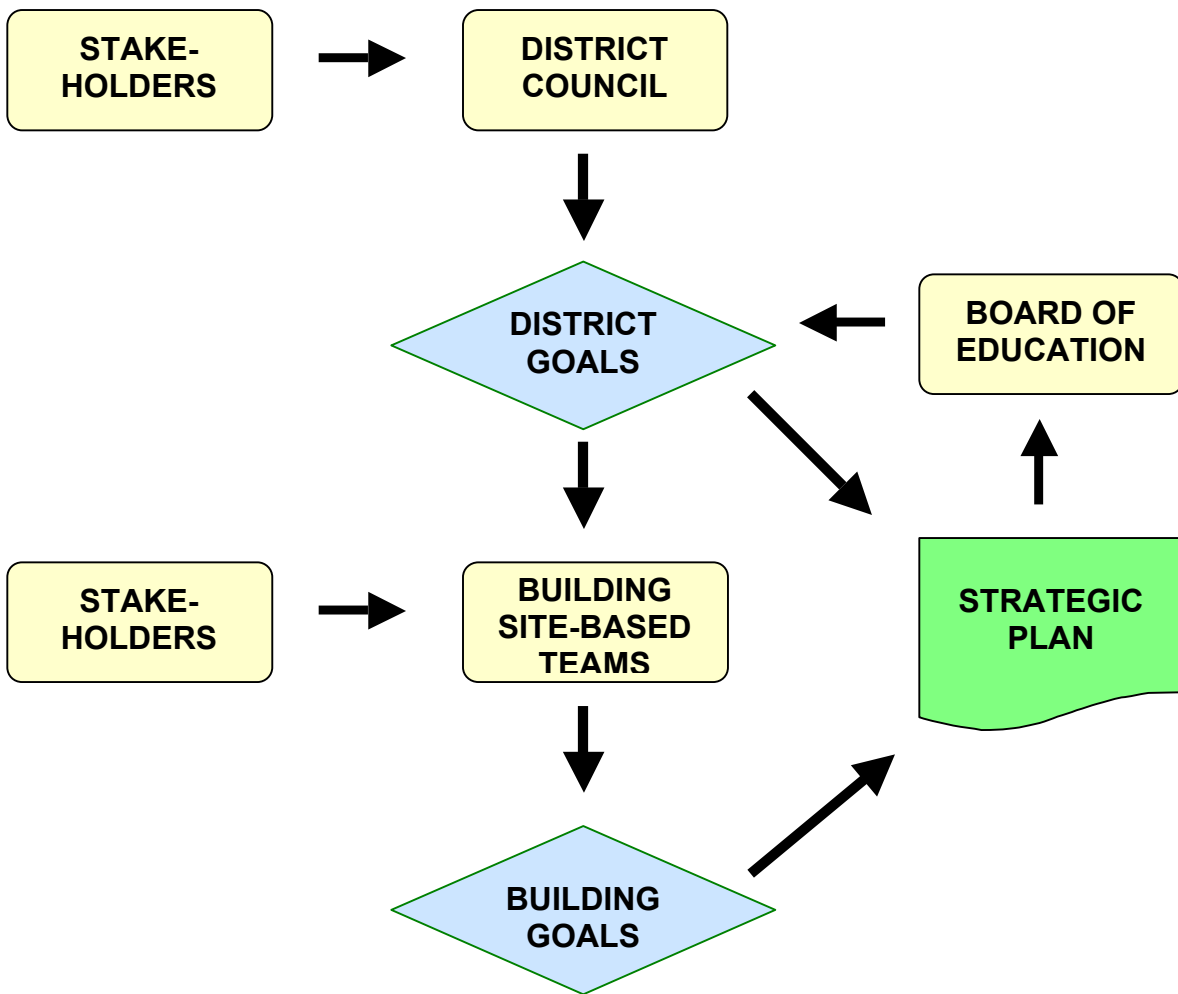 STAKE-
HOLDERS
DISTRICT
COUNCIL
DISTRICT
GOALS
BOARD OF
EDUCATION
STAKE-
HOLDERS
BUILDING
SITE-BASED
TEAMS
STRATEGIC
PLAN
BUILDING
GOALS